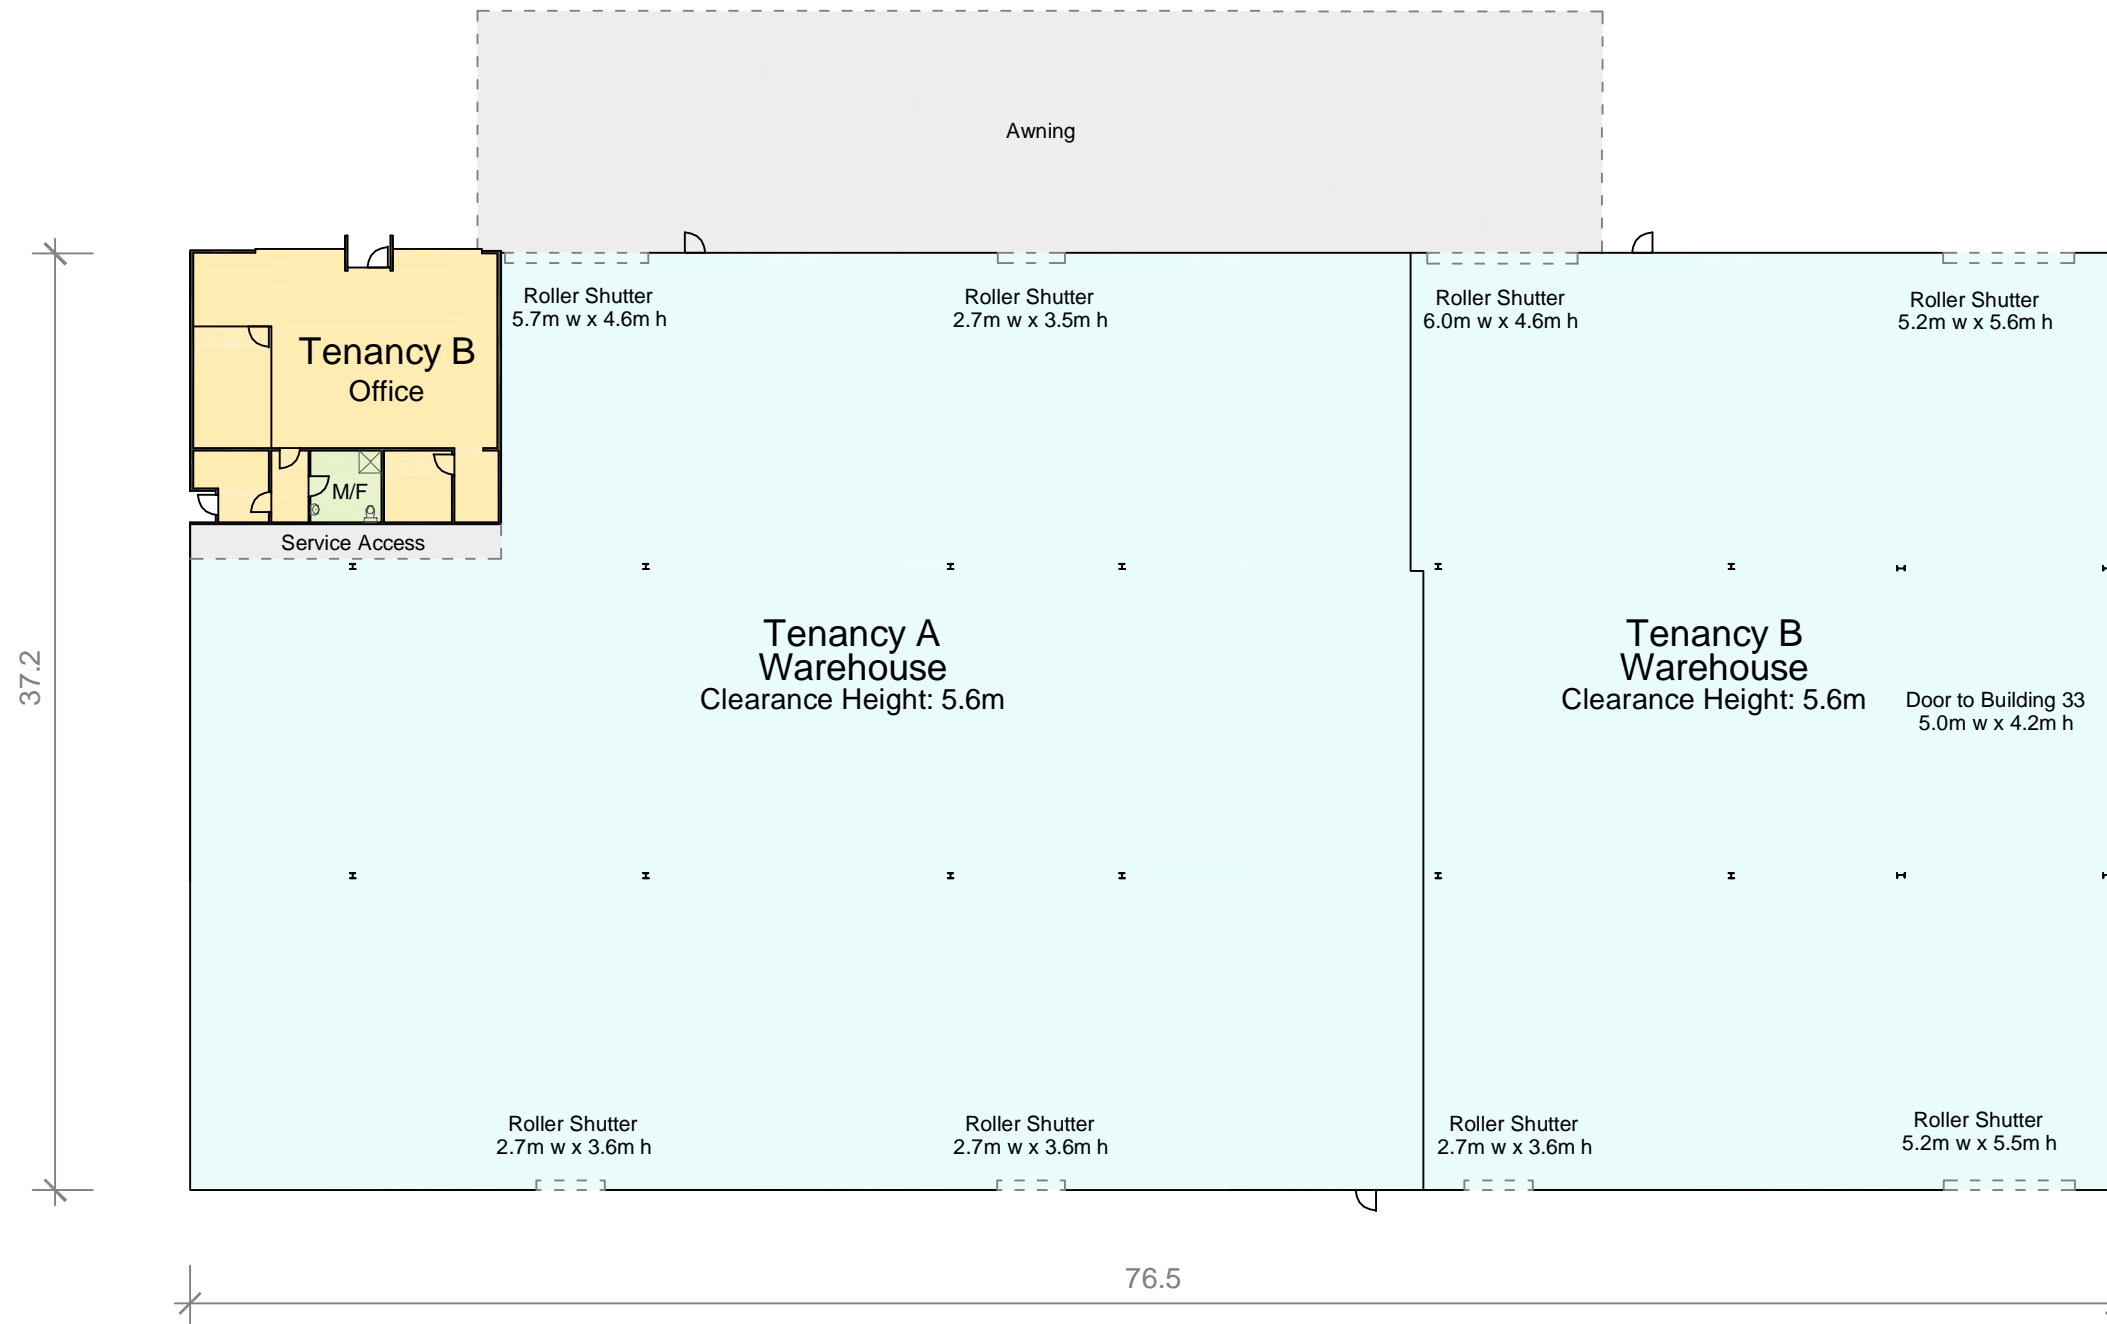 Awning
Roller Shutter
5.7m w x 4.6m h
Roller Shutter
2.7m w x 3.5m h
Roller Shutter
6.0m w x 4.6m h
Roller Shutter
5.2m w x 5.6m h
Tenancy B
Office
M/F
Service Access
37.2
Tenancy A
Warehouse
Clearance Height: 5.6m
Tenancy B
Warehouse
Clearance Height: 5.6m
Door to Building 33
5.0m w x 4.2m h
Roller Shutter
2.7m w x 3.6m h
Roller Shutter
2.7m w x 3.6m h
Roller Shutter
2.7m w x 3.6m h
Roller Shutter
5.2m w x 5.5m h
76.5